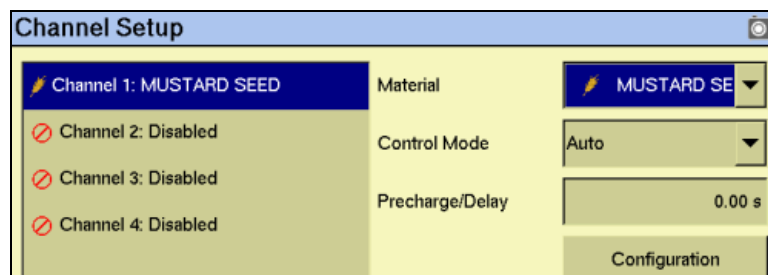 Channel Setup
Channel 1: MUSTARD SEED
Channel 2: Disabled
Channel 3: Disabled
Channel 4: Disabled
Material
MUSTARD SE
Control Mode
Auto
Precharge/Delay
0.00 s
Configuration